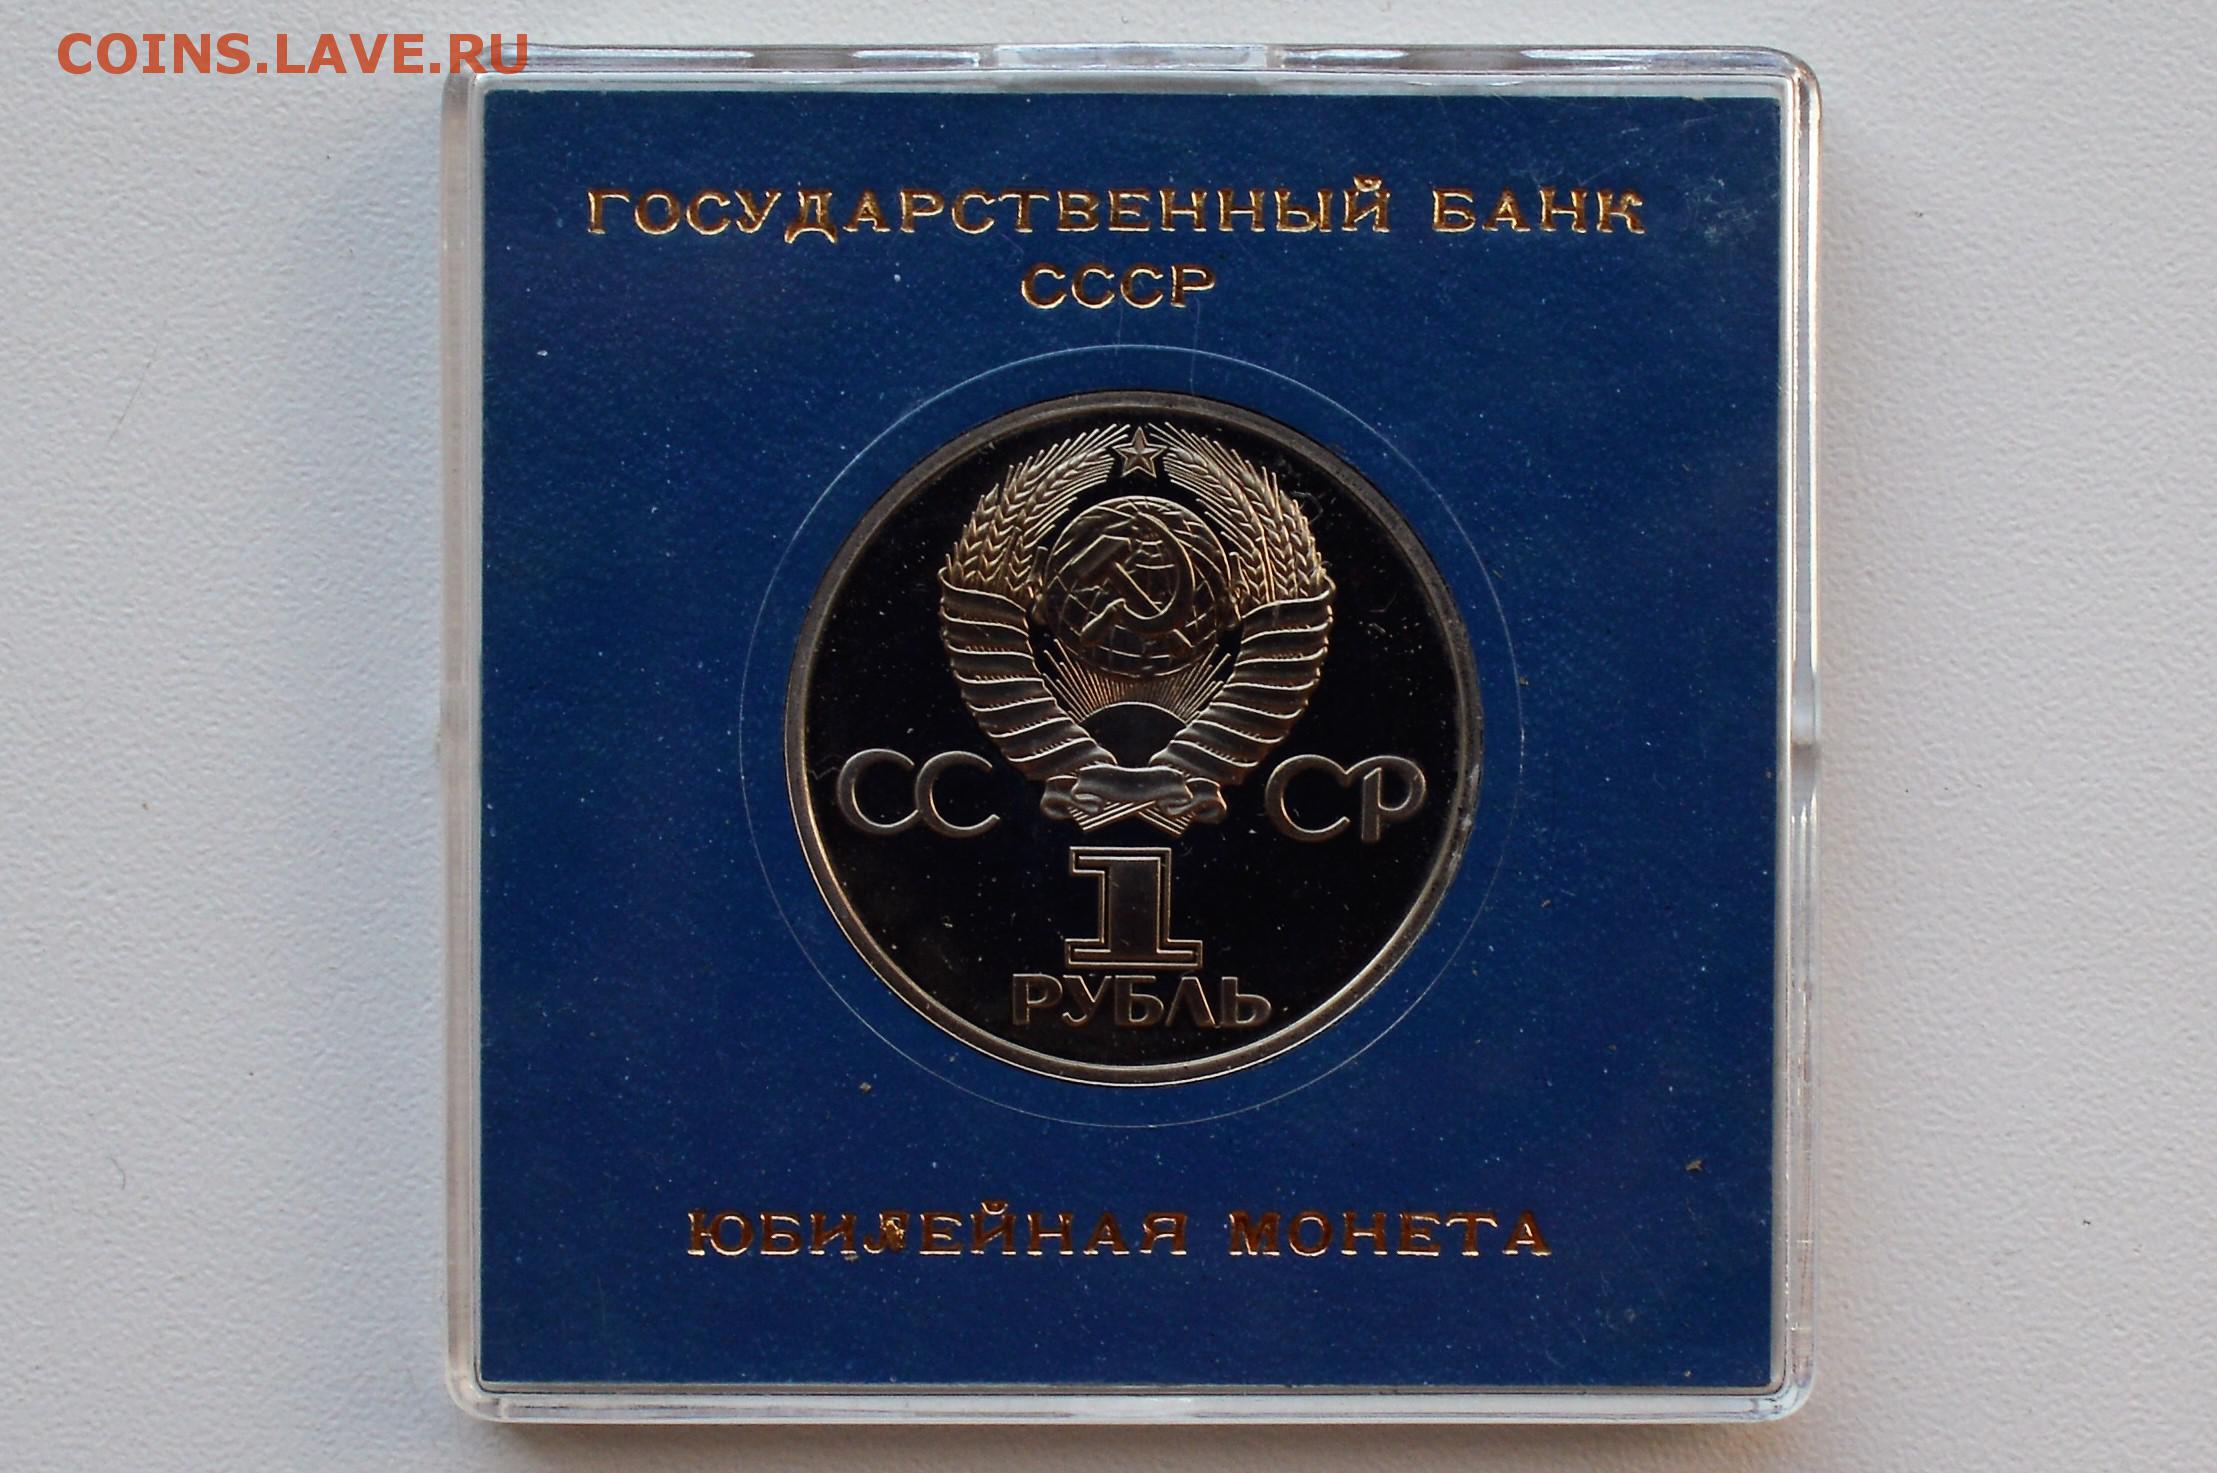 COINS.LAVE.RU
ГОСУДАРСТВЕННЫЙ БАНК
СССР
СС СР
1
РУБЛЬ
ЮБИЛЕЙНАЯ МОНЕТА